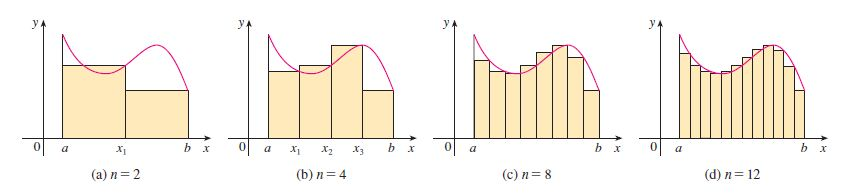 y
0 a x₁ b x
(a) n = 2
y
0 a x₁ x₂ x₃ b x
(b) n = 4
y
0 a b x
(c) n = 8
y
0 a b x
(d) n = 12